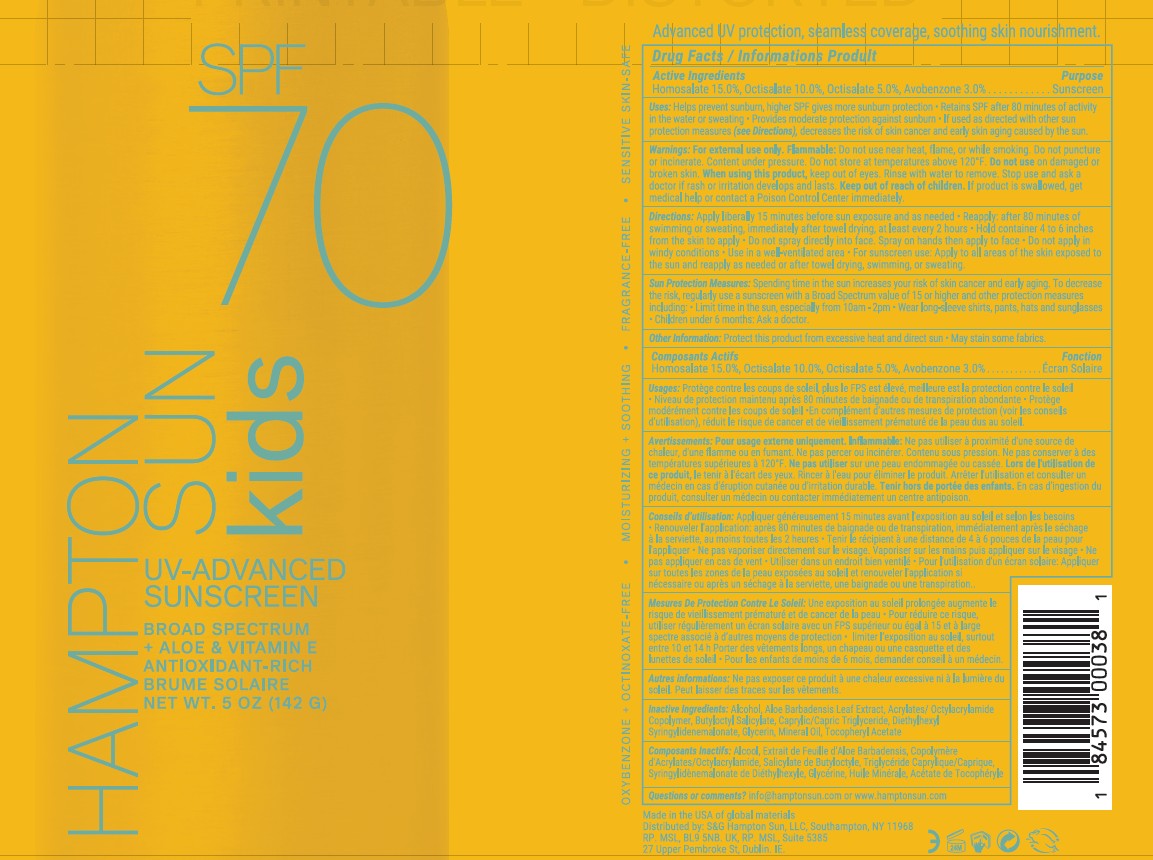 PRINTED - DISTORTED
SPF
70
HAMPTON
SUN
kids
UV-ADVANCED
SUNSCREEN
BROAD SPECTRUM
+ ALOE & VITAMIN E
ANTIOXIDANT-RICH
BRUME SOLAIRE
NET WT. 5 OZ (142 G)
OXYBENZONE + OCTINOXATE-FREE • MOISTURIZING + SOOTHING • FRAGRANCE-FREE • SENSITIVE SKIN-SAFE
Advanced UV protection, seamless coverage, soothing skin nourishment.
Drug Facts / Informations Produit
Active Ingredients Purpose
Homosalate 15.0%, Octisalate 10.0%, Octisalate 5.0%, Avobenzone 3.0% ............ Sunscreen
Uses: Helps prevent sunburn, higher SPF gives more sunburn protection • Retains SPF after 80 minutes of activity
in the water or sweating • Provides moderate protection against sunburn • If used as directed with other sun
protection measures (see Directions), decreases the risk of skin cancer and early skin aging caused by the sun.
Warnings: For external use only. Flammable: Do not use near heat, flame, or while smoking. Do not puncture
or incinerate. Content under pressure. Do not store at temperatures above 120°F. Do not use on damaged or
broken skin. When using this product, keep out of eyes. Rinse with water to remove. Stop use and ask a
doctor if rash or irritation develops and lasts. Keep out of reach of children. If product is swallowed, get
medical help or contact a Poison Control Center immediately.
Directions: Apply liberally 15 minutes before sun exposure and as needed • Reapply: after 80 minutes of
swimming or sweating, immediately after towel drying, at least every 2 hours • Hold container 4 to 6 inches
from the skin to apply • Do not spray directly into face. Spray on hands then apply to face • Do not apply in
windy conditions • Use in a well-ventilated area • For sunscreen use: Apply to all areas of the skin exposed to
the sun and reapply as needed or after towel drying, swimming, or sweating.
Sun Protection Measures: Spending time in the sun increases your risk of skin cancer and early aging. To decrease
the risk, regularly use a sunscreen with a Broad Spectrum value of 15 or higher and other protection measures
including: • Limit time in the sun, especially from 10am - 2pm • Wear long-sleeve shirts, pants, hats and sunglasses
• Children under 6 months: Ask a doctor.
Other Information: Protect this product from excessive heat and direct sun • May stain some fabrics.
Composants Actifs Fonction
Homosalate 15.0%, Octisalate 10.0%, Octisalate 5.0%, Avobenzone 3.0% ............ Écran Solaire
Usages: Protège contre les coups de soleil, plus le FPS est élevé, meilleure est la protection contre le soleil
• Niveau de protection maintenu après 80 minutes de baignade ou de transpiration abondante • Protège
modérément contre les coups de soleil •En complément d'autres mesures de protection (voir les conseils
d'utilisation), réduit le risque de cancer et de vieillissement prématuré de la peau dus au soleil.
Avertissements: Pour usage externe uniquement. Inflammable: Ne pas utiliser à proximité d'une source de
chaleur, d'une flamme ou en fumant. Ne pas percer ou incinérer. Contenu sous pression. Ne pas conserver à des
températures supérieures à 120°F. Ne pas utiliser sur une peau endommagée ou cassée. Lors de l'utilisation de
ce produit, le tenir à l'écart des yeux. Rincer à l'eau pour éliminer le produit. Arrêter l'utilisation et consulter un
médecin en cas d'éruption cutanée ou d'irritation durable. Tenir hors de portée des enfants. En cas d'ingestion du
produit, consulter un médecin ou contacter immédiatement un centre antipoison.
Conseils d'utilisation: Appliquer généreusement 15 minutes avant l'exposition au soleil et selon les besoins
• Renouveler l'application: après 80 minutes de baignade ou de transpiration, immédiatement après le séchage
à la serviette, au moins toutes les 2 heures • Tenir le récipient à une distance de 4 à 6 pouces de la peau pour
l'appliquer • Ne pas vaporiser directement sur le visage. Vaporiser sur les mains puis appliquer sur le visage • Ne
pas appliquer en cas de vent • Utiliser dans un endroit bien ventilé • Pour l'utilisation d'un écran solaire: Appliquer
sur toutes les zones de la peau exposées au soleil et renouveler l'application si
nécessaire ou après un séchage à la serviette, une baignade ou une transpiration..
Mesures De Protection Contre Le Soleil: Une exposition au soleil prolongée augmente le
risque de vieillissement prématuré et de cancer de la peau • Pour réduire ce risque,
utiliser régulièrement un écran solaire avec un FPS supérieur ou égal à 15 et à large
spectre associé à d'autres moyens de protection • limiter l'exposition au soleil, surtout
entre 10 et 14 h Porter des vêtements longs, un chapeau ou une casquette et des
lunettes de soleil • Pour les enfants de moins de 6 mois, demander conseil à un médecin.
Autres informations: Ne pas exposer ce produit à une chaleur excessive ni à la lumière du
soleil. Peut laisser des traces sur les vêtements.
Inactive Ingredients: Alcohol, Aloe Barbadensis Leaf Extract, Acrylates/ Octylacrylamide
Copolymer, Butyloctyl Salicylate, Caprylic/Capric Triglyceride, Diethylhexyl
Syringylidenemalonate, Glycerin, Mineral Oil, Tocopheryl Acetate
Composants Inactifs: Alcool, Extrait de Feuille d'Aloe Barbadensis, Copolymère
d'Acrylates/Octylacrylamide, Salicylate de Butyloctyle, Triglycéride Caprylique/Caprique,
Syringylidènemalonate de Diéthylhexyle, Glycérine, Huile Minérale, Acétate de Tocophéryle
Questions or comments? info@hamptonsun.com or www.hamptonsun.com
Made in the USA of global materials
Distributed by: S&G Hampton Sun, LLC, Southampton, NY 11968
RP. MSL, BL9 5NB. UK, RP. MSL, Suite 5385
27 Upper Pembroke St, Dublin. IE.
24M
1 84573 00038 1